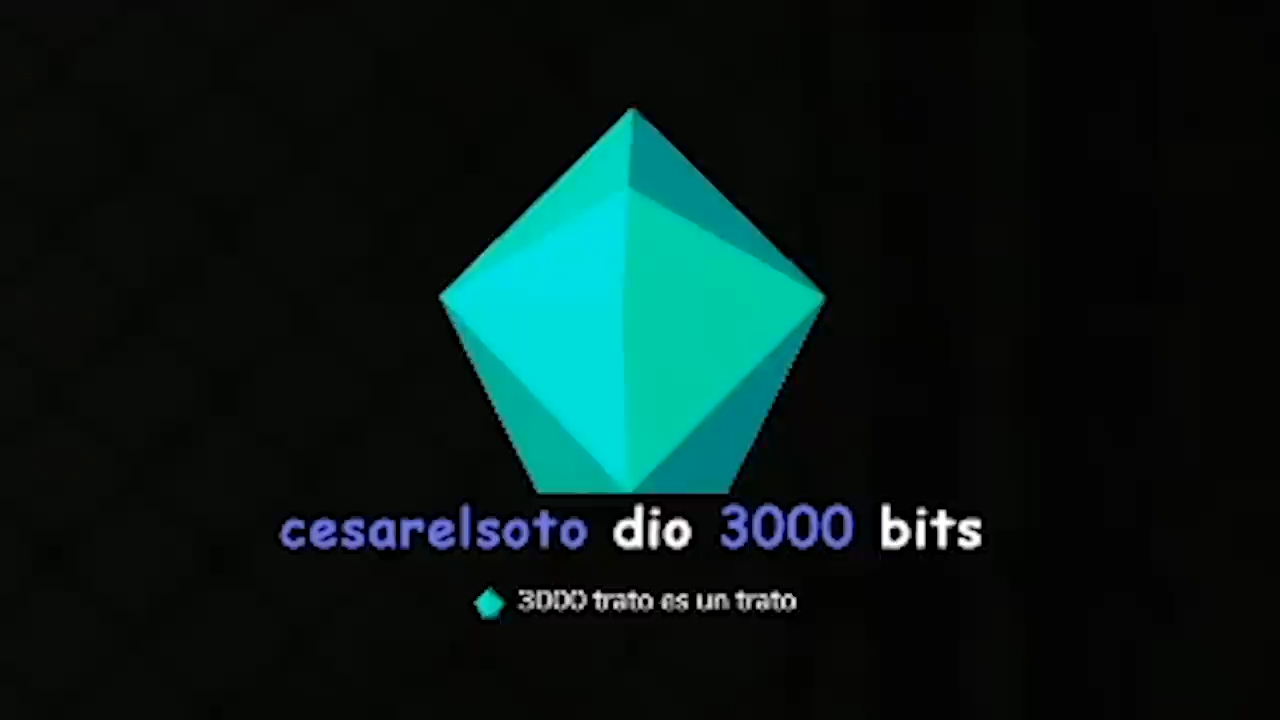 cesarelsoto dio 3000 bits
3000 trato es un trato